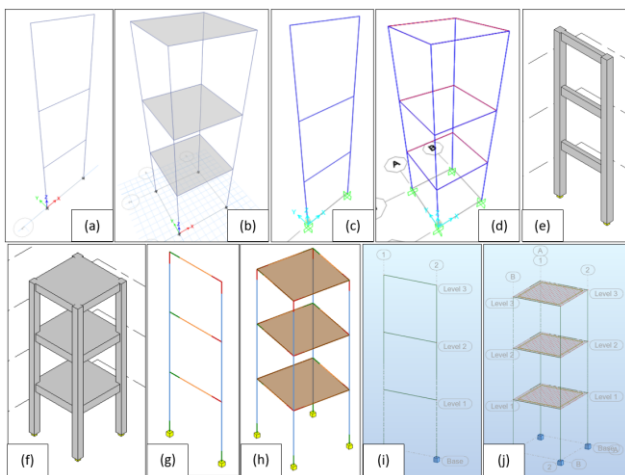 (a)
(b)
(c)
A
B
(d)
(e)
(f)
(g)
(h)
1
2
Level 3
Level 2
Level 1
Base
(i)
A
1
B
2
Level 3
Level 3
Level 2
Level 2
Level 1
Level 1
2
B
(j)